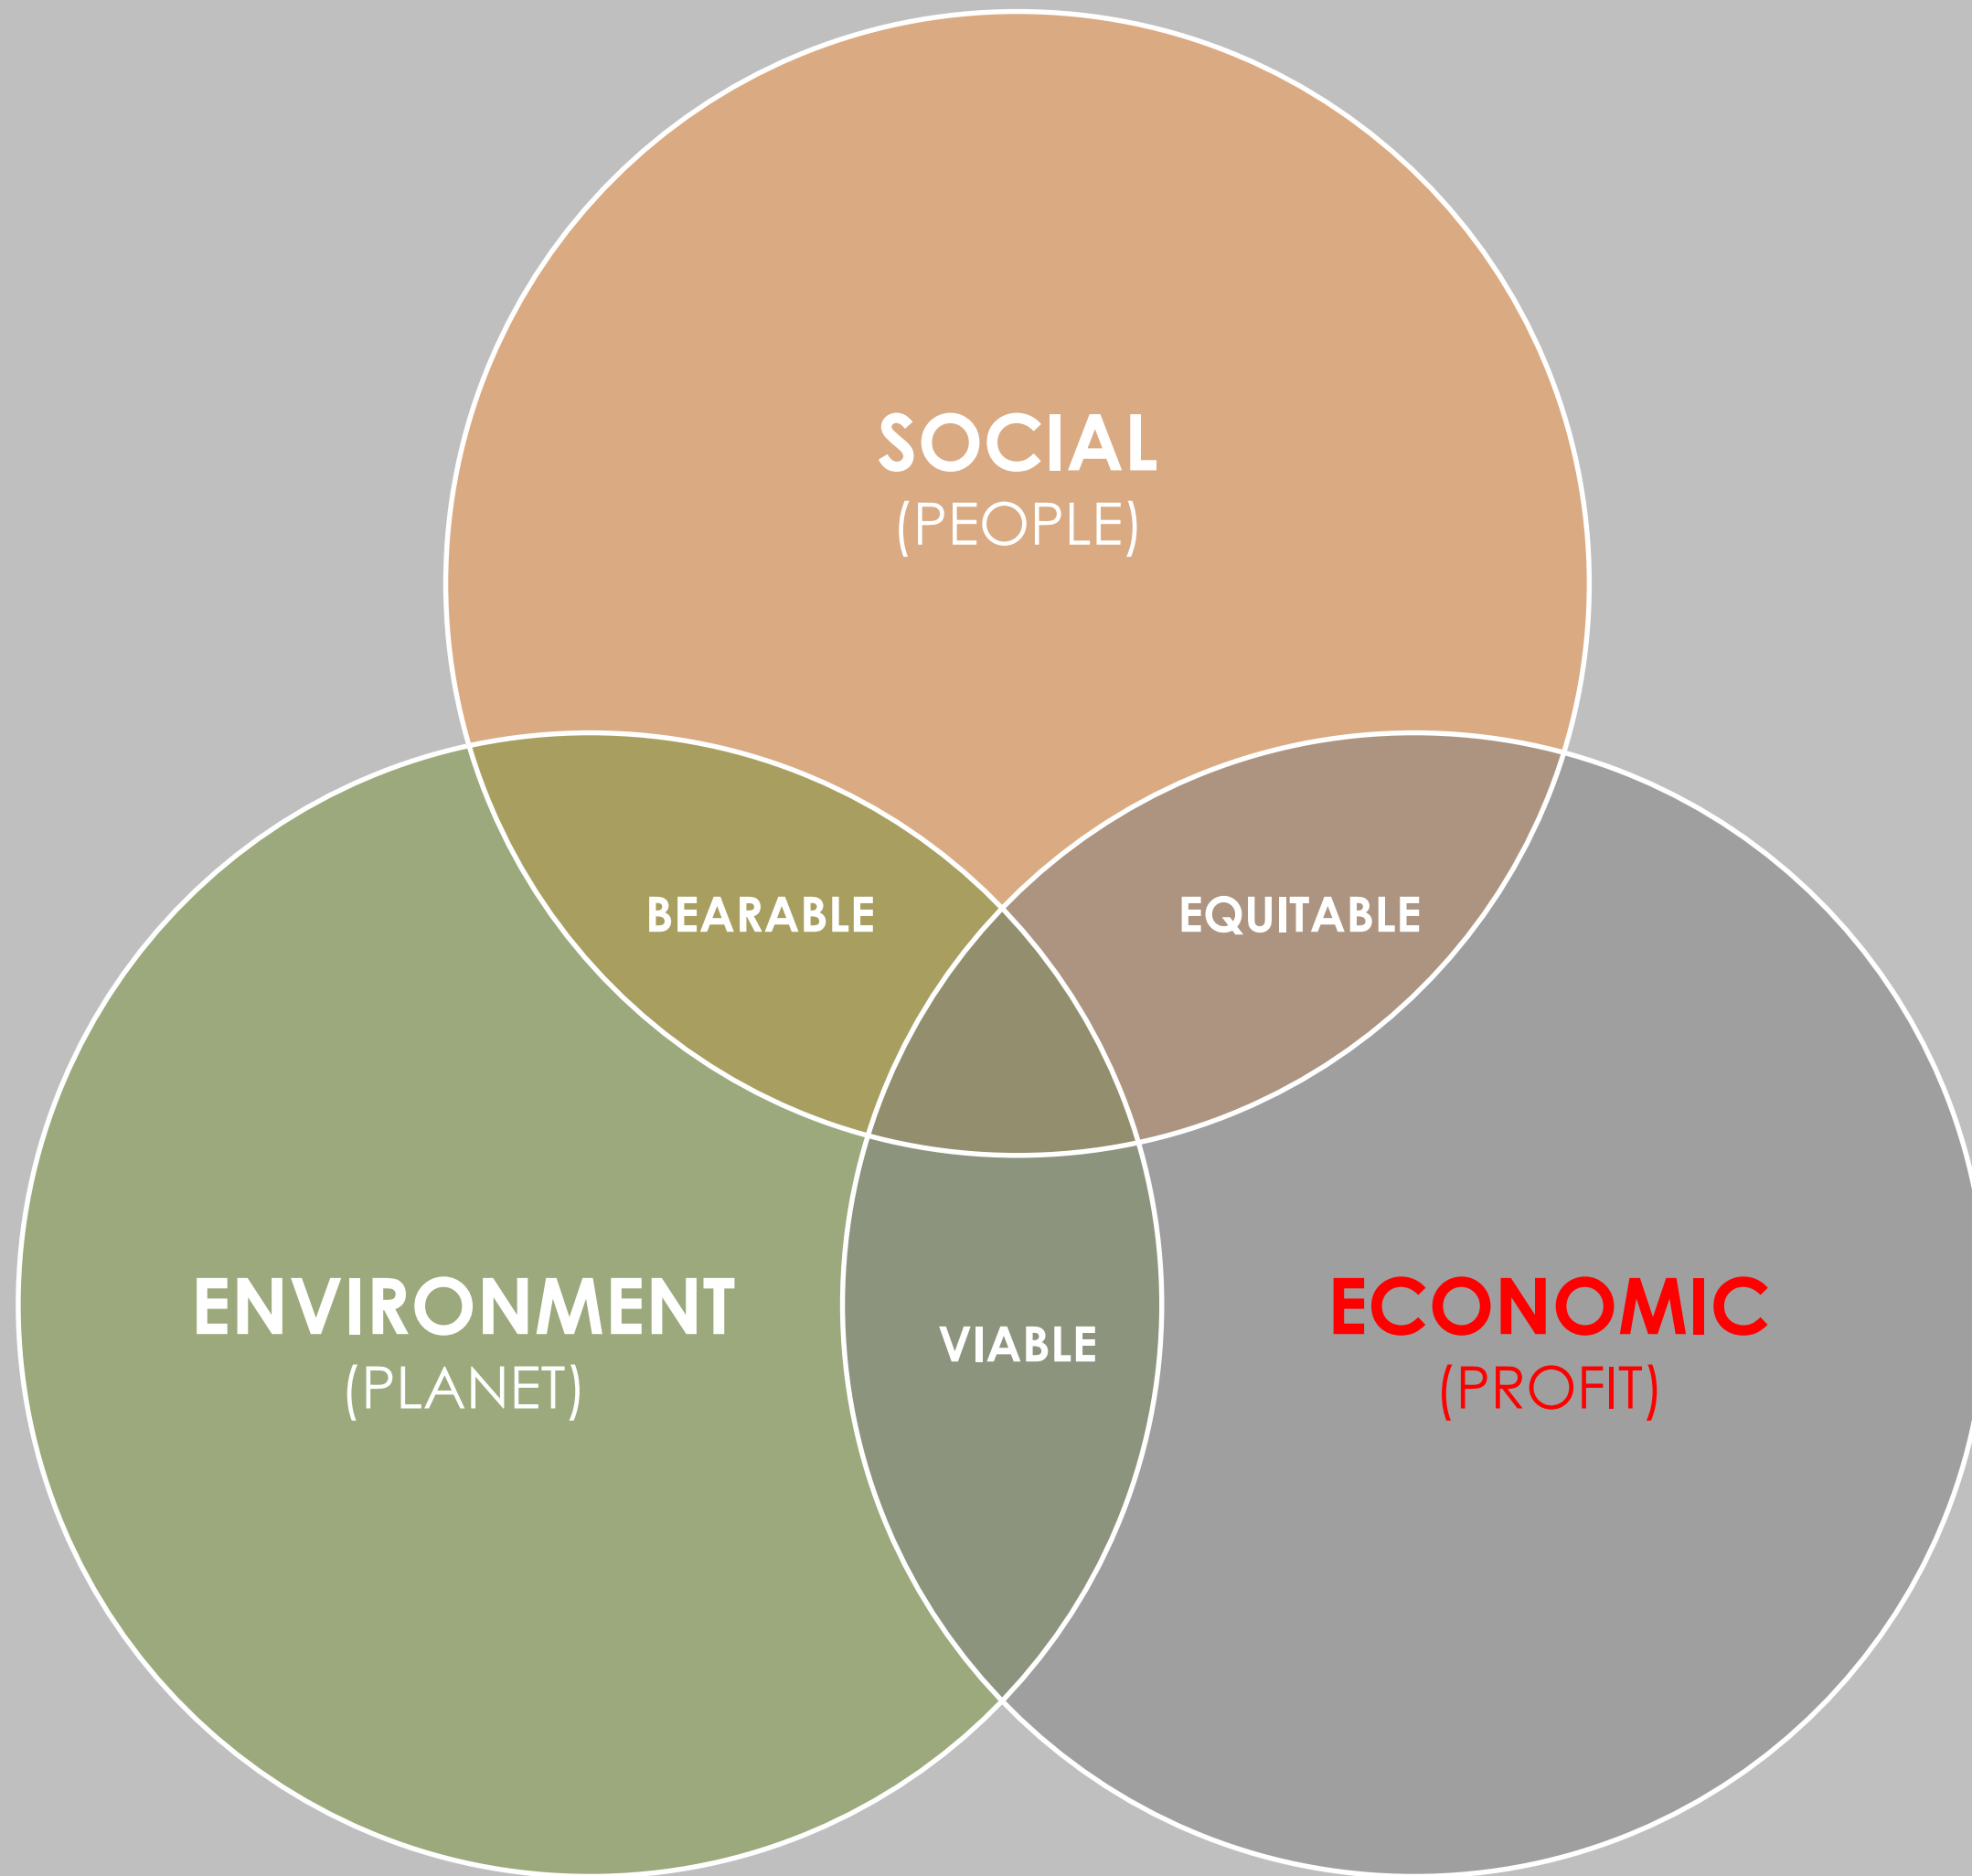 SOCIAL
(PEOPLE)
BEARABLE
EQUITABLE
ENVIRONMENT
(PLANET)
VIABLE
ECONOMIC
(PROFIT)